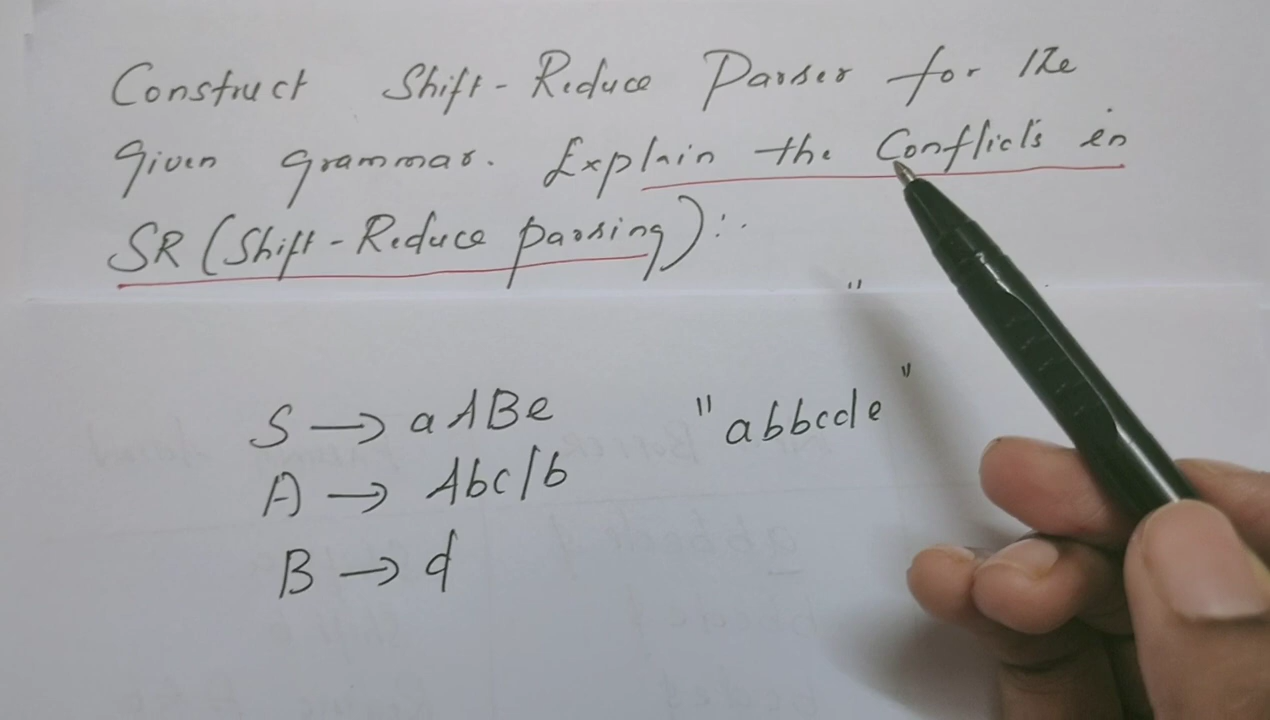 Construct Shift-Reduce Parser for the
given grammar. Explain the Conflicts in
SR (Shift-Reduce parsing):
S → aABe "abbcde"
A → Abc/b
B → d